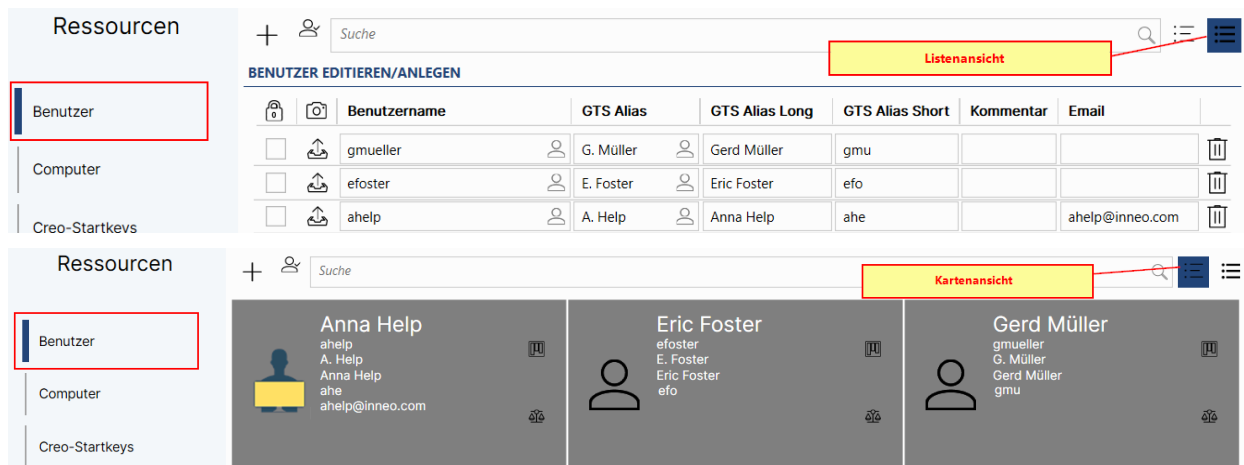 Ressourcen
Suche
Listenansicht
BENUTZER EDITIEREN/ANLEGEN
Benutzer
Benutzername GTS Alias GTS Alias Long GTS Alias Short Kommentar Email
gmueller G. Müller Gerd Müller gmu
Computer
efoster E. Foster Eric Foster efo
ahelp A. Help Anna Help ahe ahelp@inneo.com
Creo-Startkeys
Ressourcen
Suche
Kartenansicht
Benutzer
Computer
Creo-Startkeys
Anna Help
ahelp
A. Help
Anna Help
ahe
ahelp@inneo.com
Eric Foster
efoster
E. Foster
Eric Foster
efo
Gerd Müller
gmueller
G. Müller
Gerd Müller
gmu